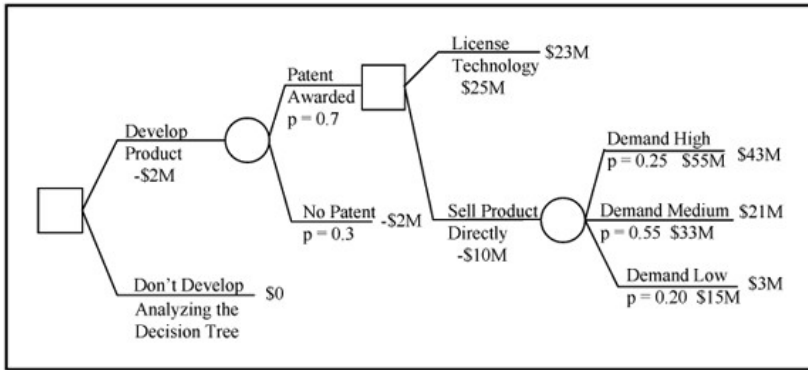 License
Technology
$25M
$23M
Patent
Awarded
p = 0.7
Develop
Product
-$2M
Demand High
p = 0.25 $55M
$43M
No Patent
p = 0.3
-$2M
Sell Product
Directly
-$10M
Demand Medium
p = 0.55 $33M
$21M
Demand Low
p = 0.20 $15M
$3M
Don't Develop
$0
Analyzing the
Decision Tree